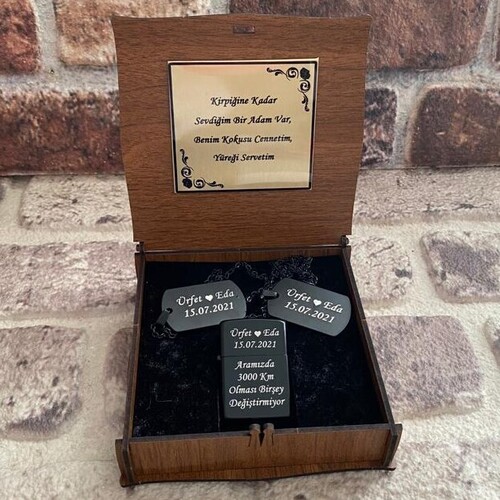 Kirpiğine Kadar
Sevdiğim Bir Adam Var,
Benim Kokusu Cennetim,
Yüreği Servetim
Ürfet ♥ Eda
15.07.2021
Ürfet ♥ Eda
15.07.2021
Ürfet ♥ Eda
15.07.2021
Aramızda
3000 Km
Olması Birşey
Değiştirmiyor